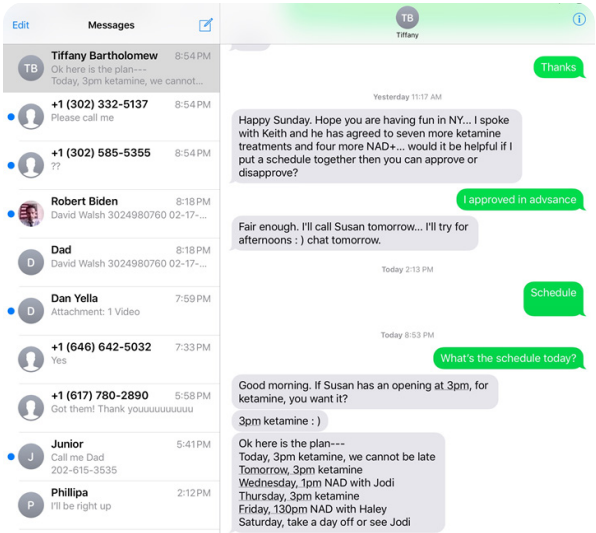 Edit
Messages
TB
Tiffany Bartholomew
8:54 PM
Ok here is the plan---
Today, 3pm ketamine, we cannot...
+1 (302) 332-5137
8:54 PM
Please call me
+1 (302) 585-5355
8:54 PM
??
Robert Biden
8:18 PM
David Walsh 3024980760 02-17-...
D
Dad
8:18 PM
David Walsh 3024980760 02-17-...
D
Dan Yella
7:59 PM
Attachment: 1 Video
+1 (646) 642-5032
7:33 PM
Yes
+1 (617) 780-2890
5:58 PM
Got them! Thank youuuuuuuuuu
J
Junior
5:41 PM
Call me Dad
202-615-3535
P
Phillipa
2:12 PM
I'll be right up
TB
Tiffany
Thanks
Yesterday 11:17 AM
Happy Sunday. Hope you are having fun in NY... I spoke
with Keith and he has agreed to seven more ketamine
treatments and four more NAD+... would it be helpful if I
put a schedule together then you can approve or
disapprove?
I approved in advsance
Fair enough. I'll call Susan tomorrow... I'll try for
afternoons : ) chat tomorrow.
Today 2:13 PM
Schedule
Today 8:53 PM
What's the schedule today?
Good morning. If Susan has an opening at 3pm, for
ketamine, you want it?
3pm ketamine : )
Ok here is the plan---
Today, 3pm ketamine, we cannot be late
Tomorrow, 3pm ketamine
Wednesday, 1pm NAD with Jodi
Thursday, 3pm ketamine
Friday, 130pm NAD with Haley
Saturday, take a day off or see Jodi